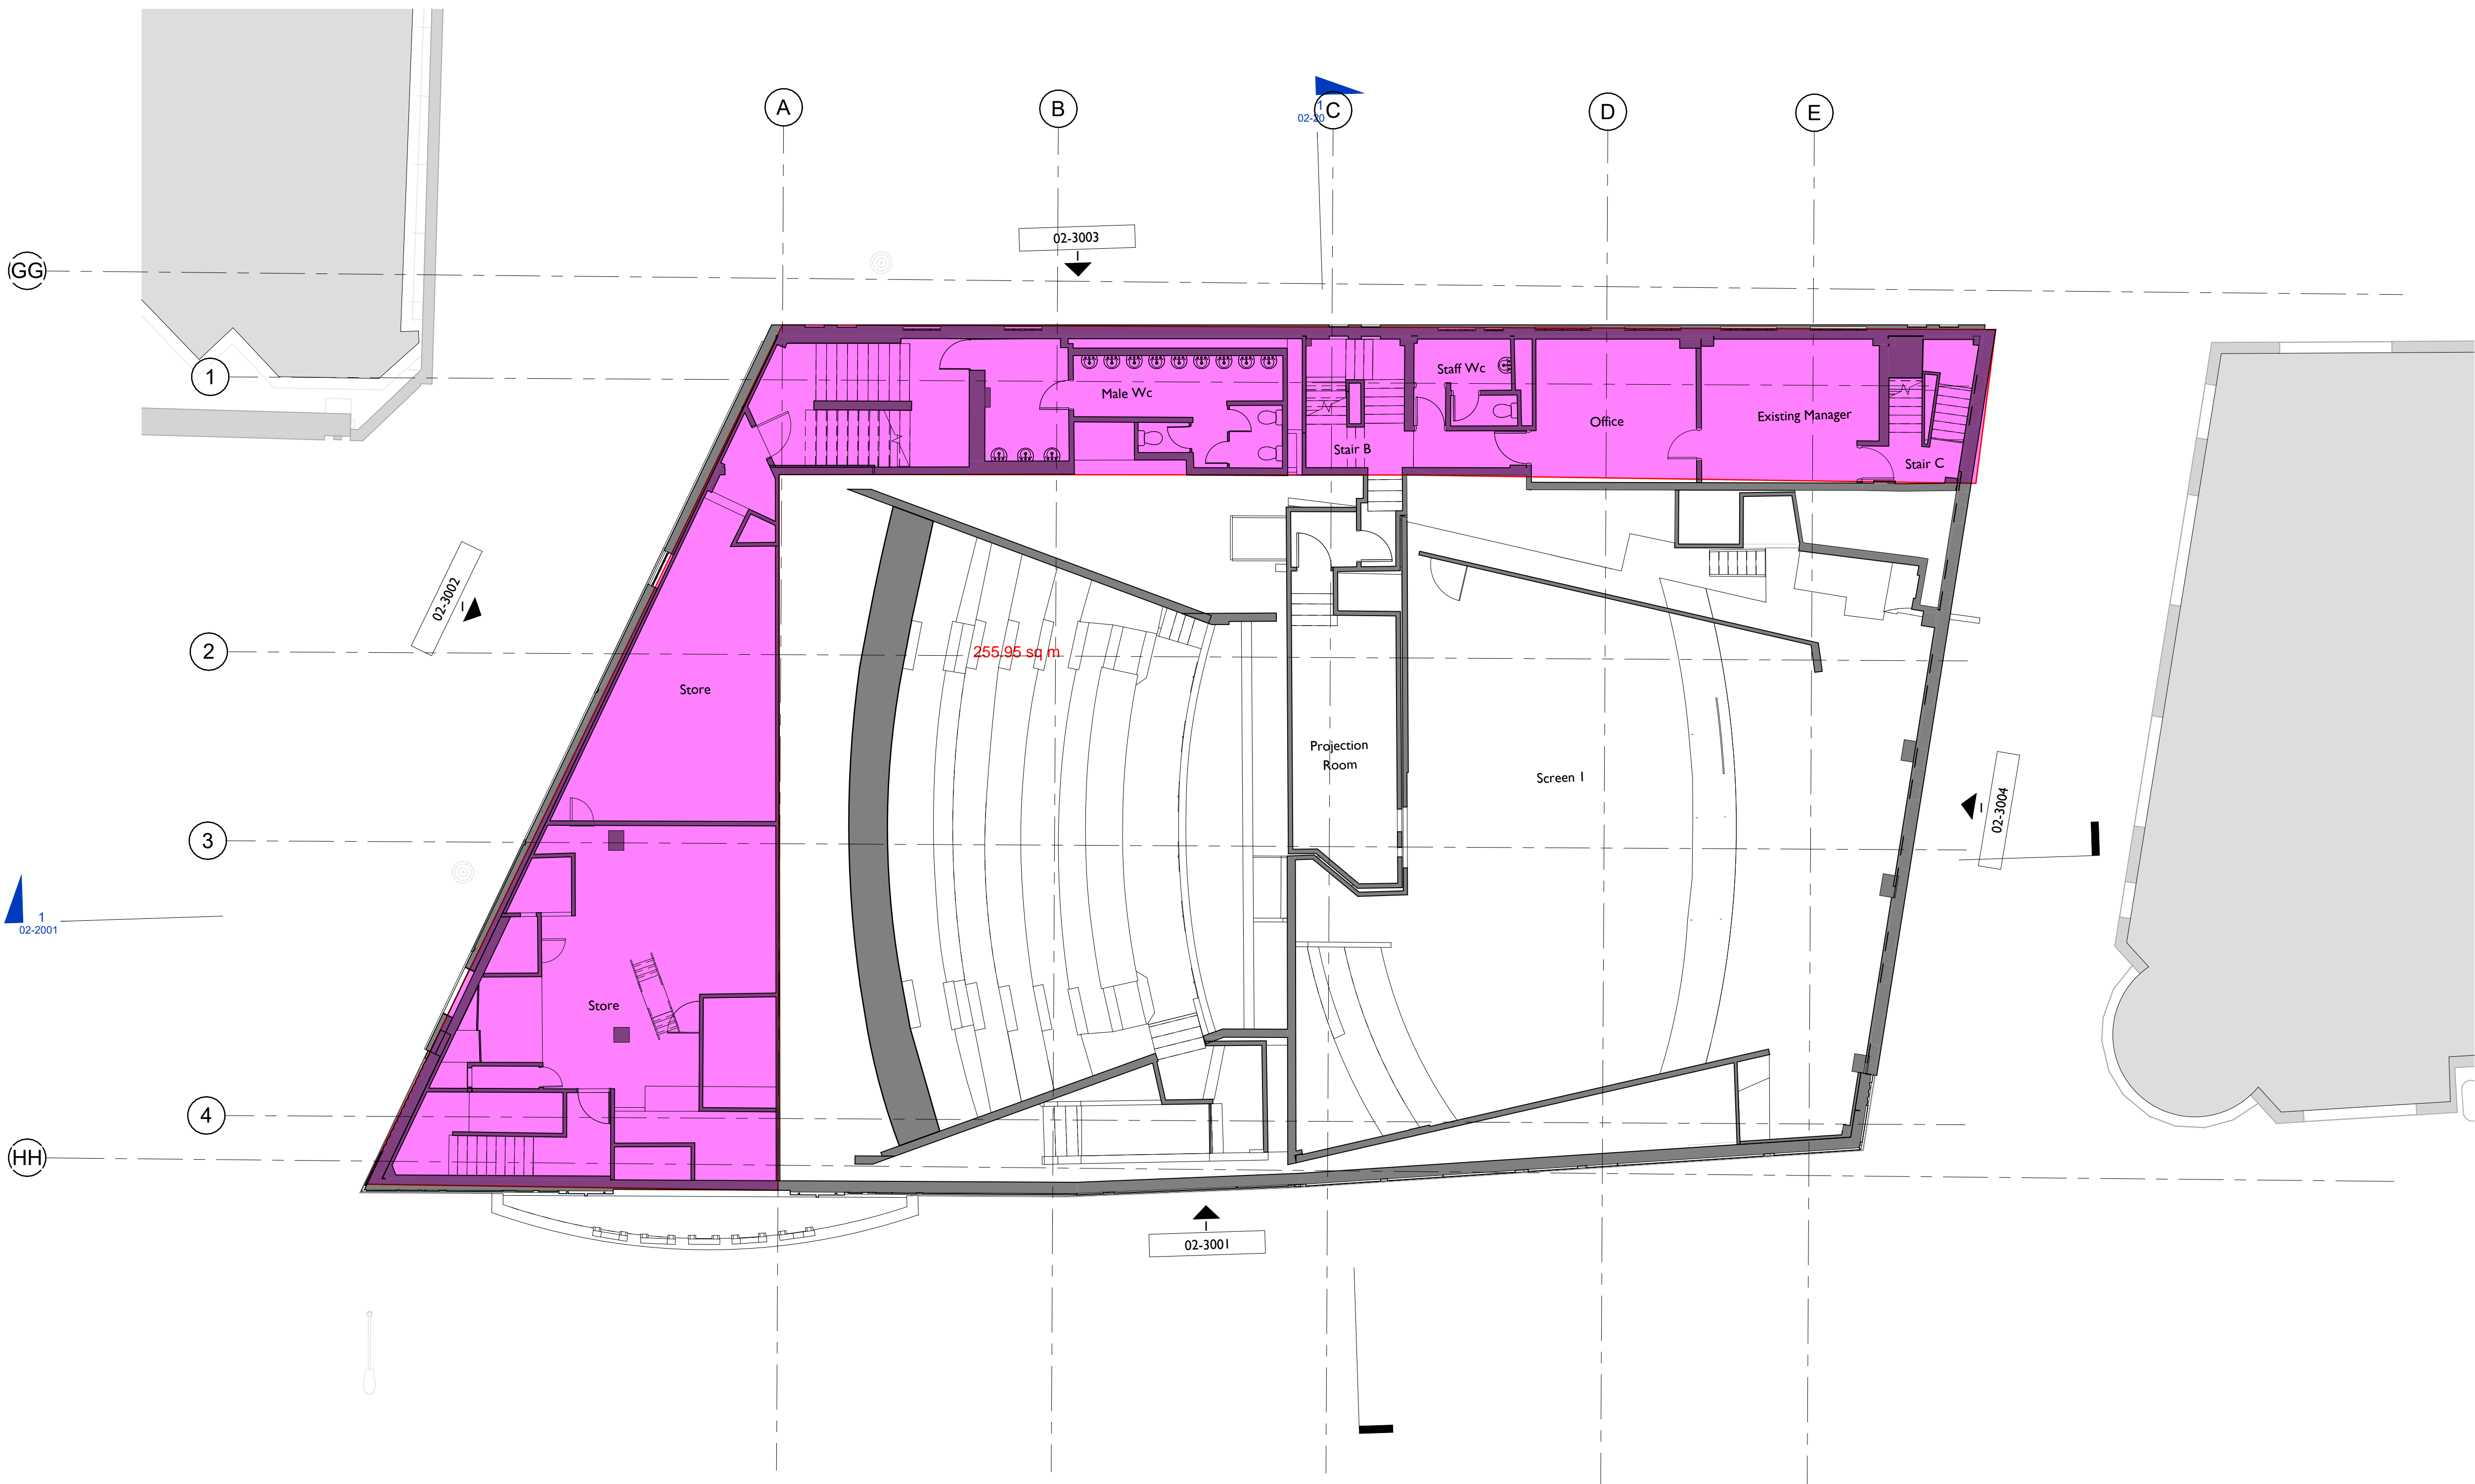 A
B
1
C
02-20
D
E
02-3003
GG
1
Staff Wc
Male Wc
Office
Existing Manager
Stair B
Stair C
02-3002
2
255.95 sq m
Store
Projection
Room
Screen 1
02-3004
3
1
02-2001
Store
4
HH
02-3001